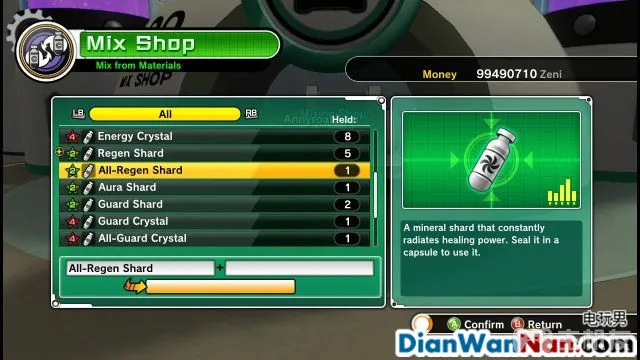 Mix Shop
Mix from Materials
MIX SHOP
Money 99490710 Zeni
LB All RB
Held:
4 Energy Crystal 8
2 Regen Shard 5
2 All-Regen Shard 1
2 Aura Shard 1
2 Guard Shard 2
4 Guard Crystal 1
4 All-Guard Crystal 1
A mineral shard that constantly
radiates healing power. Seal it in a
capsule to use it.
All-Regen Shard +
A Confirm B Return
电玩男
DianWanNan.com